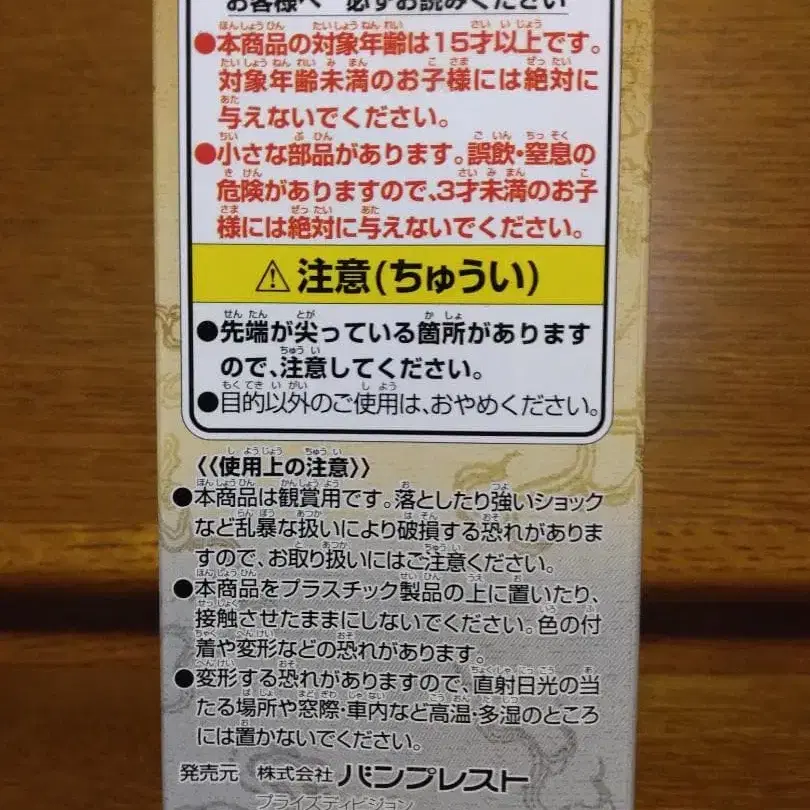 お客様へ 必ずお読みください
●本商品の対象年齢は15才以上です。
対象年齢未満のお子様には絶対に
与えないでください。
●小さな部品があります。誤飲・窒息の
危険がありますので、3才未満のお子
様には絶対に与えないでください。
⚠注意(ちゅうい)
●先端が尖っている箇所があります
ので、注意してください。
●目的以外のご使用は、おやめください。
《使用上の注意》
●本商品は観賞用です。落としたり強いショック
など乱暴な扱いにより破損する恐れがありま
すので、お取り扱いにはご注意ください。
●本商品をプラスチック製品の上に置いたり、
接触させたままにしないでください。色の付
着や変形などの恐れがあります。
●変形する恐れがありますので、直射日光の当
たる場所や窓際・車内など高温・多湿のところ
には置かないでください。
発売元 株式会社 バンプレスト
プライズディビジョン